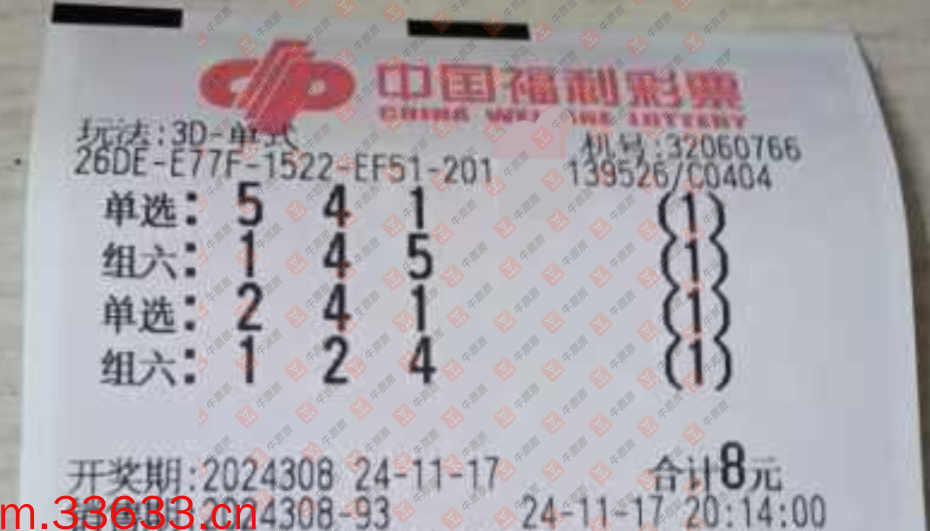 中国福利彩票
CHINA WELFARE LOTTERY
玩法:3D-单式 机号:32060766
26DE-E77F-1522-EF51-201 139526/C0404
单选: 5 4 1 (1)
组六: 1 4 5 (1)
单选: 2 4 1 (1)
组六: 1 2 4 (1)
开奖期:2024308 24-11-17 合计8元
2024308-93 24-11-17 20:14:00
m.33633.cn